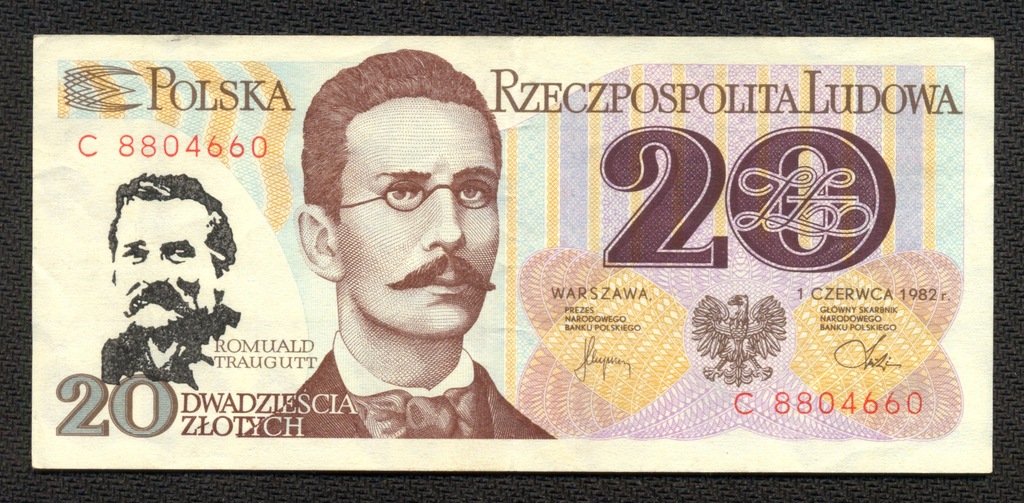 POLSKA RZECZPOSPOLITA LUDOWA
C 8804660
20
ROMUALD
TRAUGUTT
20 DWADZIEŚCIA
ZŁOTYCH
WARSZAWA,
PREZES
NARODOWEGO
BANKU POLSKIEGO
1 CZERWCA 1982 r.
GŁÓWNY SKARBNIK
NARODOWEGO
BANKU POLSKIEGO
C 8804660